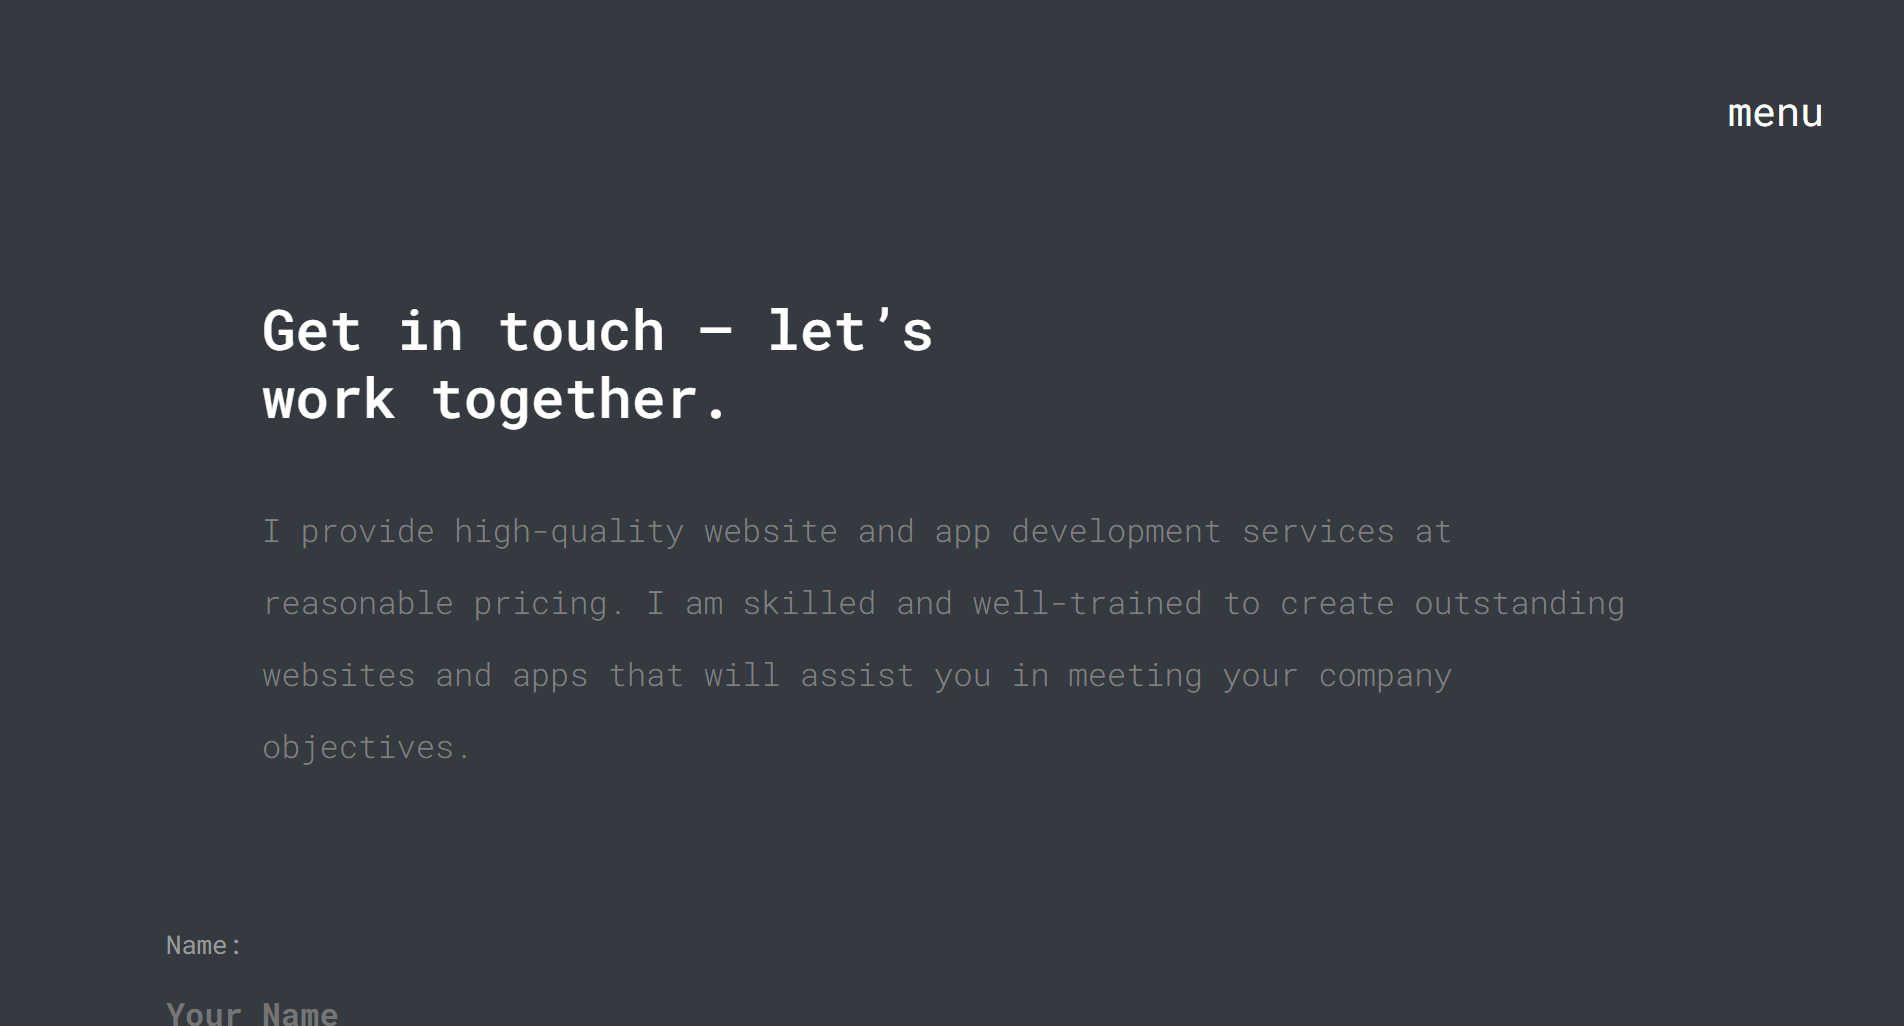 menu
Get in touch — let’s
work together.
I provide high-quality website and app development services at
reasonable pricing. I am skilled and well-trained to create outstanding
websites and apps that will assist you in meeting your company
objectives.
Name:
Your Name